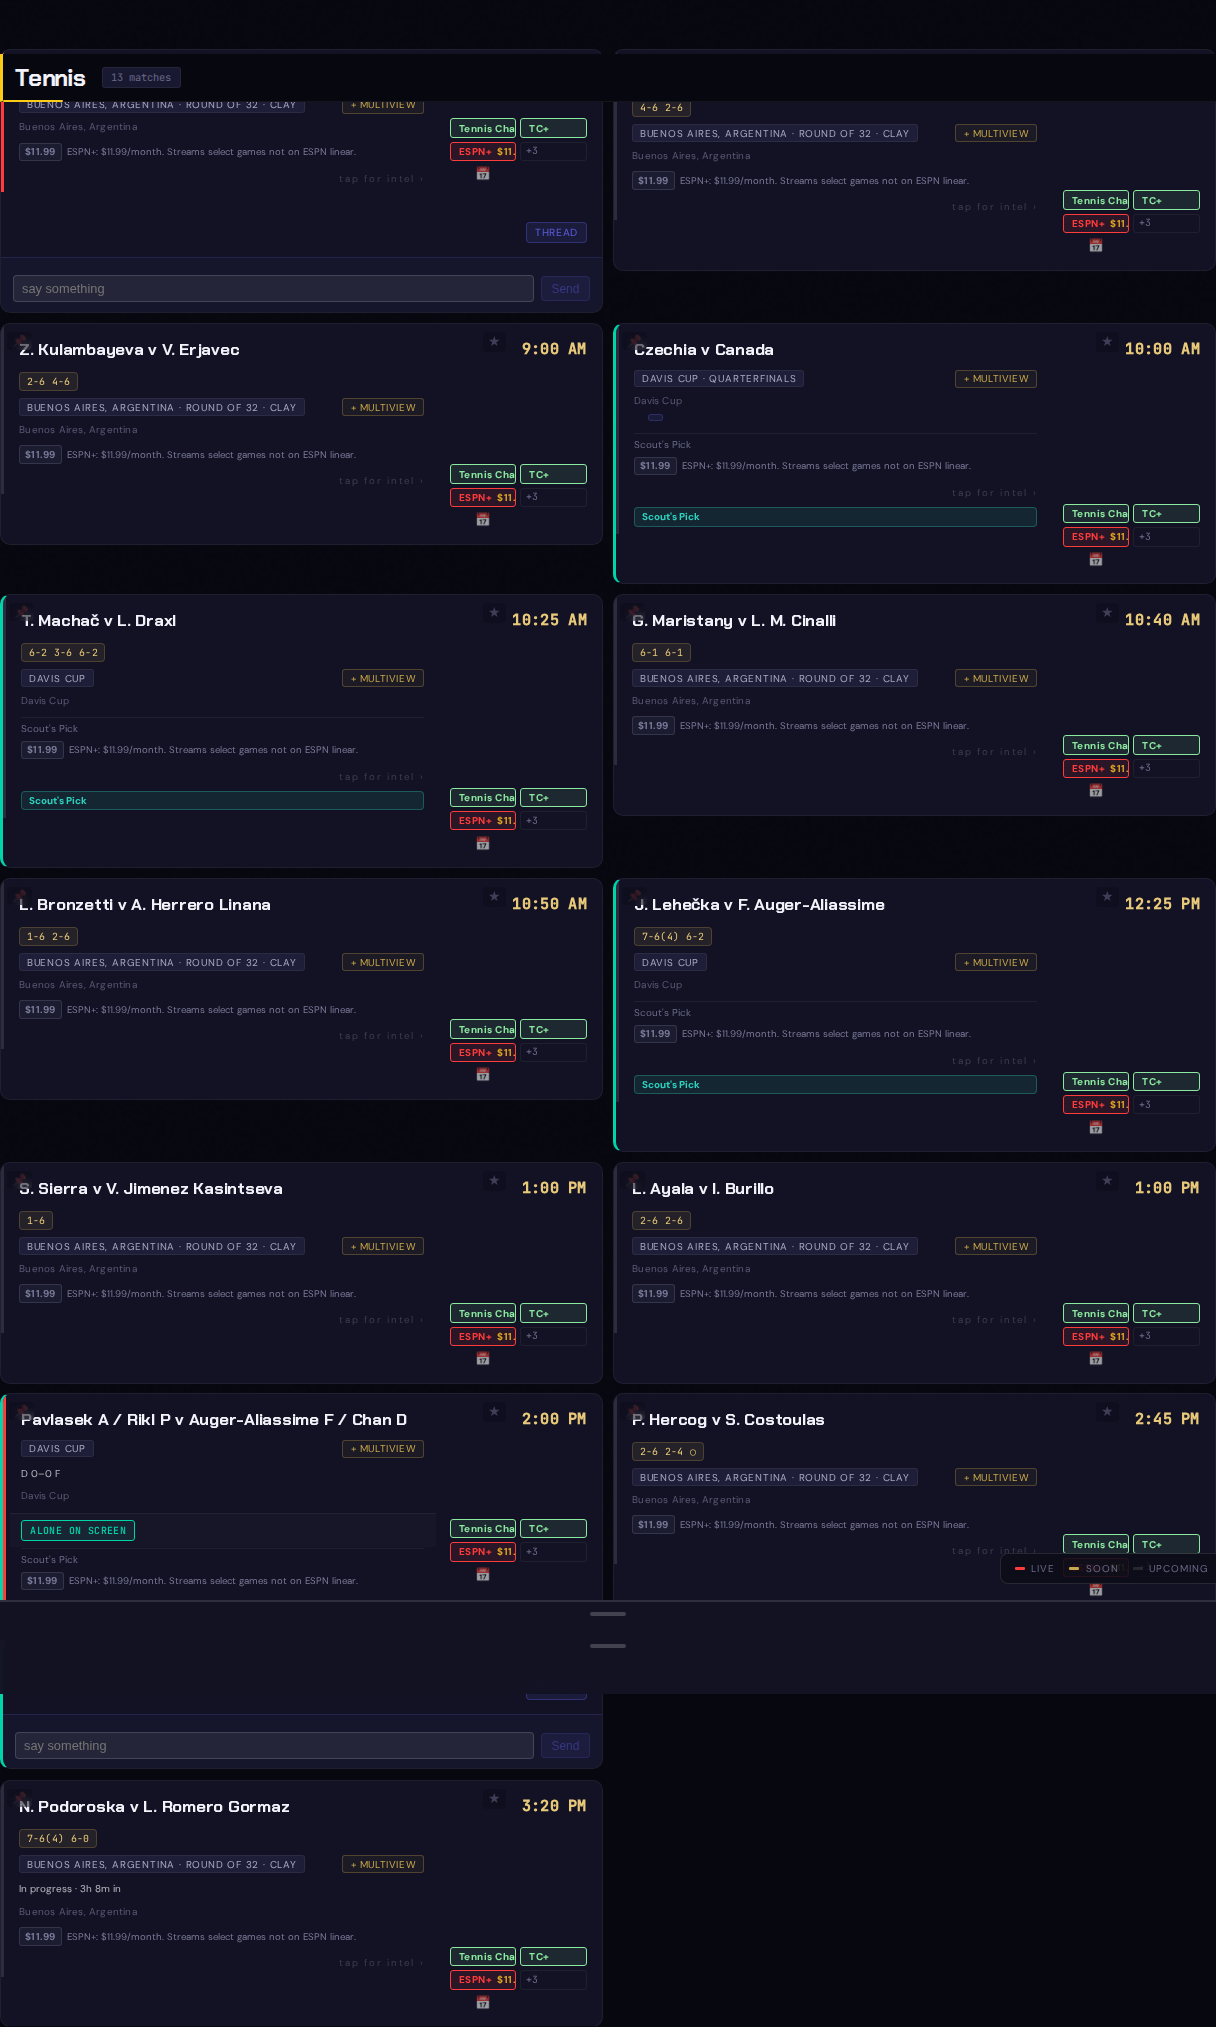 Tennis 13 matches
BUENOS AIRES, ARGENTINA · ROUND OF 32 · CLAY + MULTIVIEW
Buenos Aires, Argentina
$11.99 ESPN+: $11.99/month. Streams select games not on ESPN linear.
tap for intel ›
Tennis Cha TC+
ESPN+ $11. +3
THREAD
say something Send
4-6 2-6
BUENOS AIRES, ARGENTINA · ROUND OF 32 · CLAY + MULTIVIEW
Buenos Aires, Argentina
$11.99 ESPN+: $11.99/month. Streams select games not on ESPN linear.
tap for intel ›
Tennis Cha TC+
ESPN+ $11. +3
Z. Kulambayeva v V. Erjavec ★ 9:00 AM
2-6 4-6
BUENOS AIRES, ARGENTINA · ROUND OF 32 · CLAY + MULTIVIEW
Buenos Aires, Argentina
$11.99 ESPN+: $11.99/month. Streams select games not on ESPN linear.
tap for intel ›
Tennis Cha TC+
ESPN+ $11. +3
Czechia v Canada ★ 10:00 AM
DAVIS CUP · QUARTERFINALS + MULTIVIEW
Davis Cup
Scout's Pick
$11.99 ESPN+: $11.99/month. Streams select games not on ESPN linear.
tap for intel ›
Scout's Pick
Tennis Cha TC+
ESPN+ $11. +3
T. Machač v L. Draxl ★ 10:25 AM
6-2 3-6 6-2
DAVIS CUP + MULTIVIEW
Davis Cup
Scout's Pick
$11.99 ESPN+: $11.99/month. Streams select games not on ESPN linear.
tap for intel ›
Scout's Pick
Tennis Cha TC+
ESPN+ $11. +3
G. Maristany v L. M. Cinalli ★ 10:40 AM
6-1 6-1
BUENOS AIRES, ARGENTINA · ROUND OF 32 · CLAY + MULTIVIEW
Buenos Aires, Argentina
$11.99 ESPN+: $11.99/month. Streams select games not on ESPN linear.
tap for intel ›
Tennis Cha TC+
ESPN+ $11. +3
L. Bronzetti v A. Herrero Linana ★ 10:50 AM
1-6 2-6
BUENOS AIRES, ARGENTINA · ROUND OF 32 · CLAY + MULTIVIEW
Buenos Aires, Argentina
$11.99 ESPN+: $11.99/month. Streams select games not on ESPN linear.
tap for intel ›
Tennis Cha TC+
ESPN+ $11. +3
J. Lehečka v F. Auger-Aliassime ★ 12:25 PM
7-6(4) 6-2
DAVIS CUP + MULTIVIEW
Davis Cup
Scout's Pick
$11.99 ESPN+: $11.99/month. Streams select games not on ESPN linear.
tap for intel ›
Scout's Pick
Tennis Cha TC+
ESPN+ $11. +3
S. Sierra v V. Jimenez Kasintseva ★ 1:00 PM
1-6
BUENOS AIRES, ARGENTINA · ROUND OF 32 · CLAY + MULTIVIEW
Buenos Aires, Argentina
$11.99 ESPN+: $11.99/month. Streams select games not on ESPN linear.
tap for intel ›
Tennis Cha TC+
ESPN+ $11. +3
L. Ayala v I. Burillo ★ 1:00 PM
2-6 2-6
BUENOS AIRES, ARGENTINA · ROUND OF 32 · CLAY + MULTIVIEW
Buenos Aires, Argentina
$11.99 ESPN+: $11.99/month. Streams select games not on ESPN linear.
tap for intel ›
Tennis Cha TC+
ESPN+ $11. +3
Pavlasek A / Rikl P v Auger-Aliassime F / Chan D ★ 2:00 PM
DAVIS CUP + MULTIVIEW
D 0–0 F
Davis Cup
ALONE ON SCREEN
Scout's Pick
$11.99 ESPN+: $11.99/month. Streams select games not on ESPN linear.
Tennis Cha TC+
ESPN+ $11. +3
P. Hercog v S. Costoulas ★ 2:45 PM
2-6 2-4 ○
BUENOS AIRES, ARGENTINA · ROUND OF 32 · CLAY + MULTIVIEW
Buenos Aires, Argentina
$11.99 ESPN+: $11.99/month. Streams select games not on ESPN linear.
tap for intel ›
Tennis Cha TC+
LIVE SOON UPCOMING
say something Send
N. Podoroska v L. Romero Gormaz ★ 3:20 PM
7-6(4) 6-0
BUENOS AIRES, ARGENTINA · ROUND OF 32 · CLAY + MULTIVIEW
In progress · 3h 8m in
Buenos Aires, Argentina
$11.99 ESPN+: $11.99/month. Streams select games not on ESPN linear.
tap for intel ›
Tennis Cha TC+
ESPN+ $11. +3